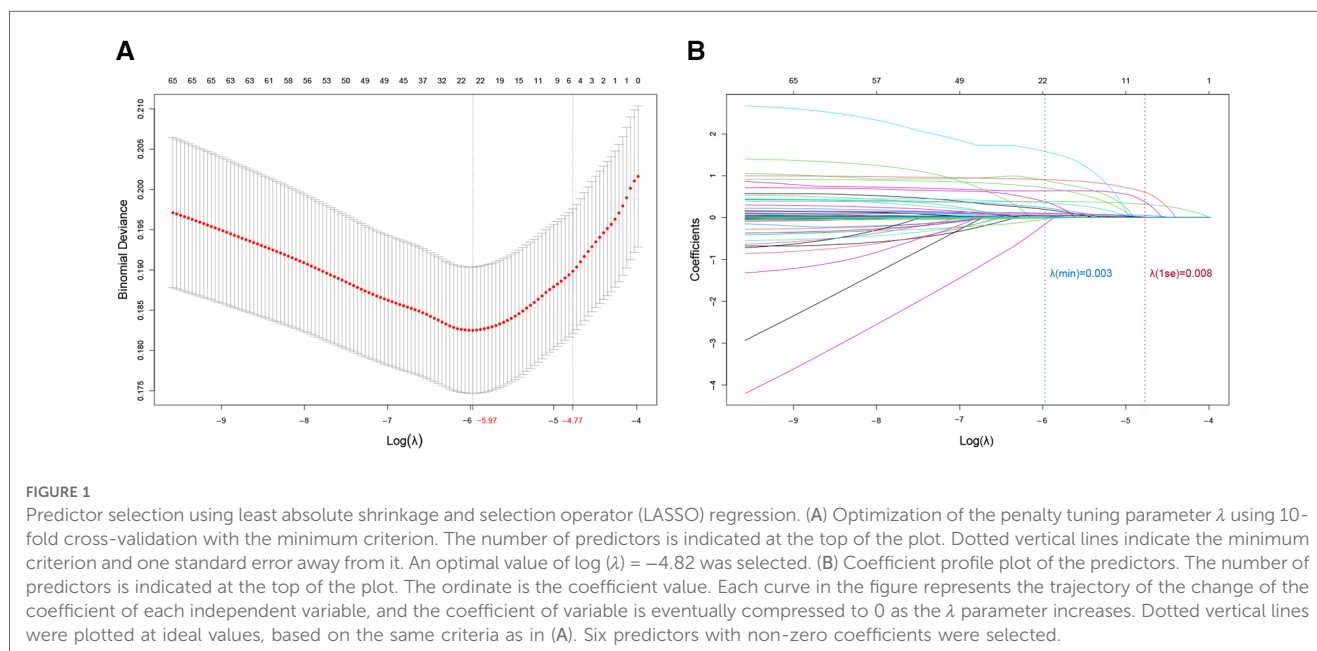 A
65 65 65 63 63 61 58 56 53 50 49 49 45 37 32 22 22 19 15 11 9 6 4 3 2 1 1 0
Binomial Deviance
0.210
0.205
0.200
0.195
0.190
0.185
0.180
0.175
-9 -8 -7 -6 -5.97 -5 -4.77 -4
Log(λ)
B
65 57 49 22 11 1
Coefficients
2
1
0
-1
-2
-3
-4
λ(min)=0.003 λ(1se)=0.008
-9 -8 -7 -6 -5 -4
Log(λ)
FIGURE 1
Predictor selection using least absolute shrinkage and selection operator (LASSO) regression. (A) Optimization of the penalty tuning parameter λ using 10-
fold cross-validation with the minimum criterion. The number of predictors is indicated at the top of the plot. Dotted vertical lines indicate the minimum
criterion and one standard error away from it. An optimal value of log (λ) = −4.82 was selected. (B) Coefficient profile plot of the predictors. The number of
predictors is indicated at the top of the plot. The ordinate is the coefficient value. Each curve in the figure represents the trajectory of the change of the
coefficient of each independent variable, and the coefficient of variable is eventually compressed to 0 as the λ parameter increases. Dotted vertical lines
were plotted at ideal values, based on the same criteria as in (A). Six predictors with non-zero coefficients were selected.